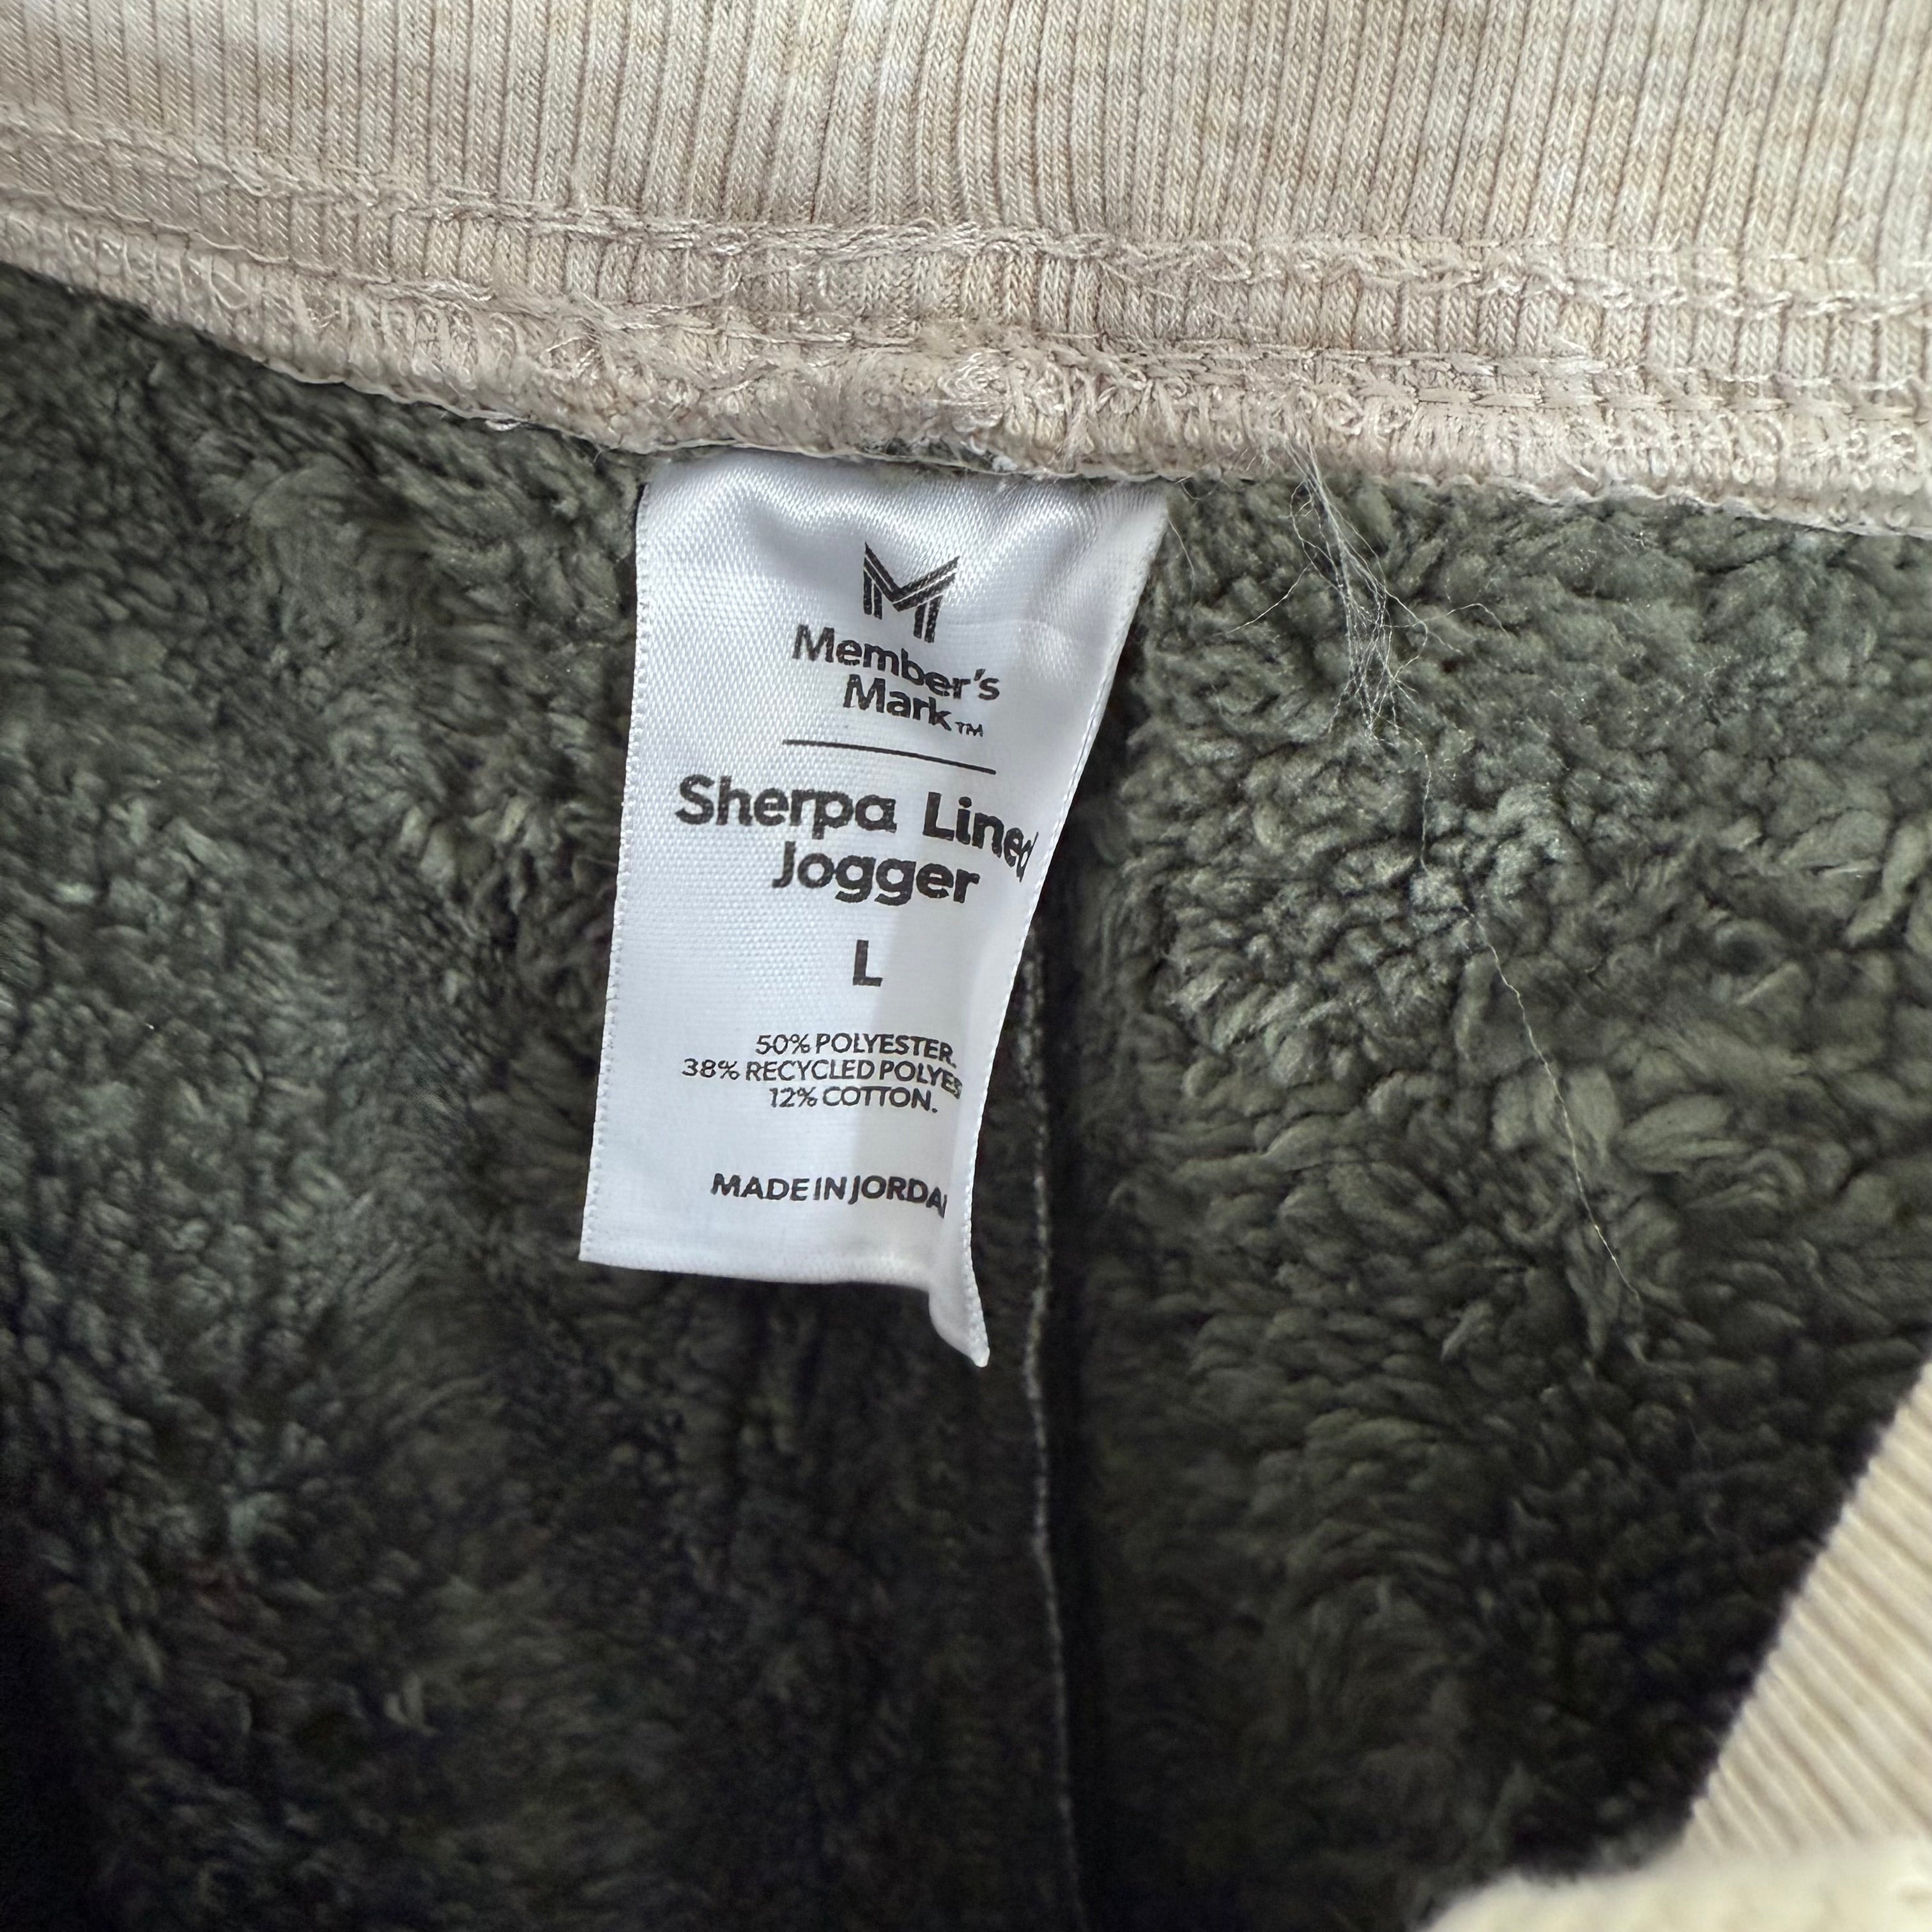 M
Member's
Mark™
Sherpa Lined
Jogger
L
50% POLYESTER,
38% RECYCLED POLYES
12% COTTON.
MADE IN JORDA